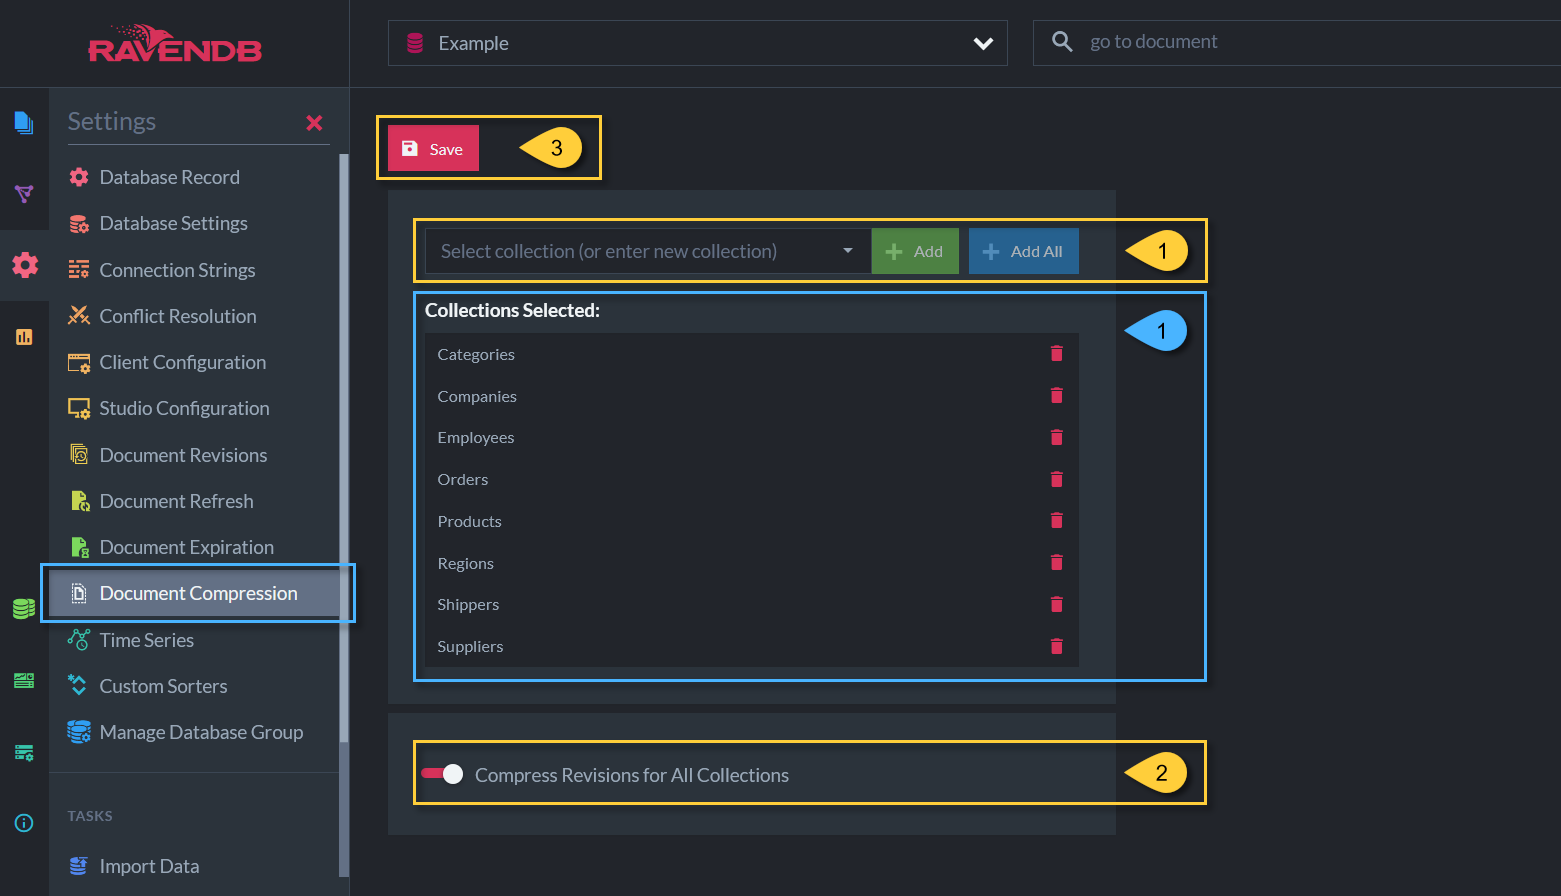 RAVENDB
Example
go to document
Settings
Database Record
Database Settings
Connection Strings
Conflict Resolution
Client Configuration
Studio Configuration
Document Revisions
Document Refresh
Document Expiration
Document Compression
Time Series
Custom Sorters
Manage Database Group
TASKS
Import Data
Save
3
Select collection (or enter new collection)
Add
Add All
1
Collections Selected:
1
Categories
Companies
Employees
Orders
Products
Regions
Shippers
Suppliers
Compress Revisions for All Collections
2